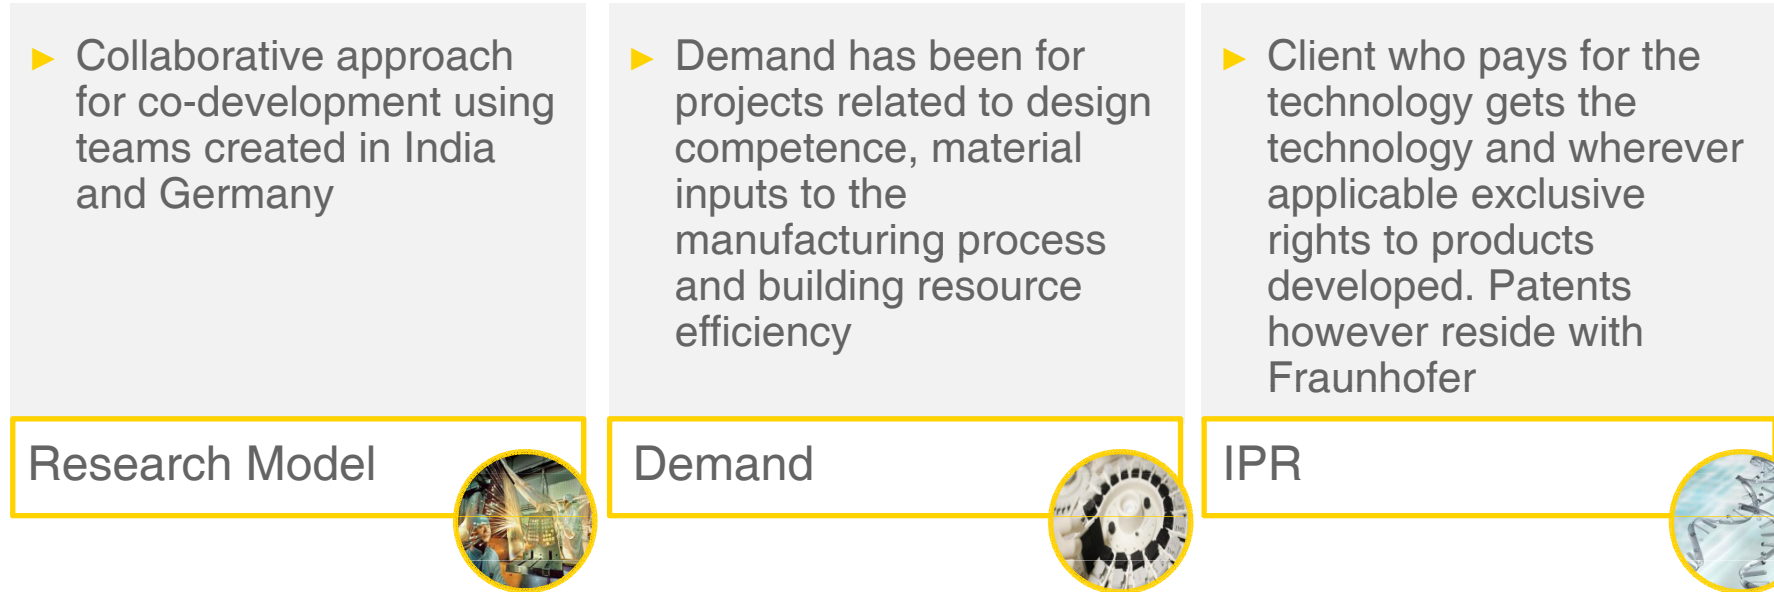 ► Collaborative approach
for co-development using
teams created in India
and Germany
Research Model
► Demand has been for
projects related to design
competence, material
inputs to the
manufacturing process
and building resource
efficiency
Demand
► Client who pays for the
technology gets the
technology and wherever
applicable exclusive
rights to products
developed. Patents
however reside with
Fraunhofer
IPR